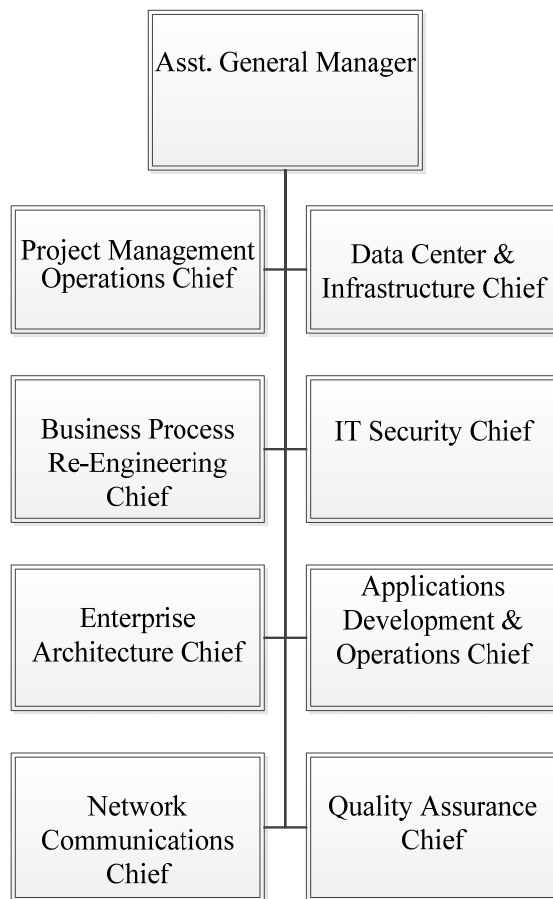 Asst. General Manager
Project Management
Operations Chief
Data Center &
Infrastructure Chief
Business Process
Re-Engineering
Chief
IT Security Chief
Enterprise
Architecture Chief
Applications
Development &
Operations Chief
Network
Communications
Chief
Quality Assurance
Chief